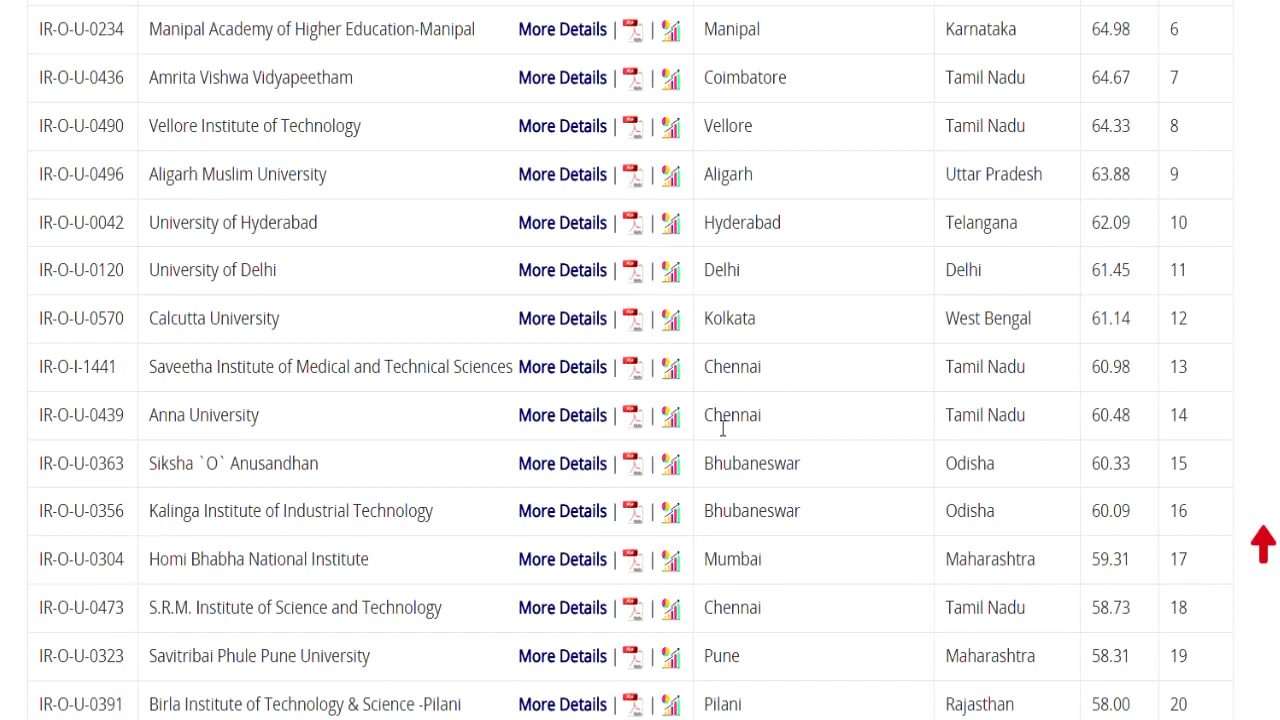 IR-O-U-0234 Manipal Academy of Higher Education-Manipal More Details | | Manipal Karnataka 64.98 6
IR-O-U-0436 Amrita Vishwa Vidyapeetham More Details | | Coimbatore Tamil Nadu 64.67 7
IR-O-U-0490 Vellore Institute of Technology More Details | | Vellore Tamil Nadu 64.33 8
IR-O-U-0496 Aligarh Muslim University More Details | | Aligarh Uttar Pradesh 63.88 9
IR-O-U-0042 University of Hyderabad More Details | | Hyderabad Telangana 62.09 10
IR-O-U-0120 University of Delhi More Details | | Delhi Delhi 61.45 11
IR-O-U-0570 Calcutta University More Details | | Kolkata West Bengal 61.14 12
IR-O-I-1441 Saveetha Institute of Medical and Technical Sciences More Details | | Chennai Tamil Nadu 60.98 13
IR-O-U-0439 Anna University More Details | | Chennai Tamil Nadu 60.48 14
IR-O-U-0363 Siksha `O` Anusandhan More Details | | Bhubaneswar Odisha 60.33 15
IR-O-U-0356 Kalinga Institute of Industrial Technology More Details | | Bhubaneswar Odisha 60.09 16
IR-O-U-0304 Homi Bhabha National Institute More Details | | Mumbai Maharashtra 59.31 17
IR-O-U-0473 S.R.M. Institute of Science and Technology More Details | | Chennai Tamil Nadu 58.73 18
IR-O-U-0323 Savitribai Phule Pune University More Details | | Pune Maharashtra 58.31 19
IR-O-U-0391 Birla Institute of Technology & Science -Pilani More Details | | Pilani Rajasthan 58.00 20